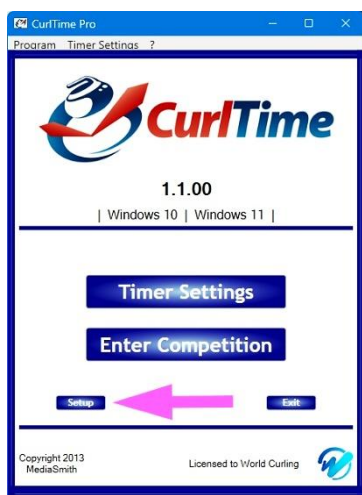 CurlTime Pro
Program Timer Settings ?
CurlTime
1.1.00
| Windows 10 | Windows 11 |
Timer Settings
Enter Competition
Setup
Exit
Copyright 2013
MediaSmith
Licensed to World Curling